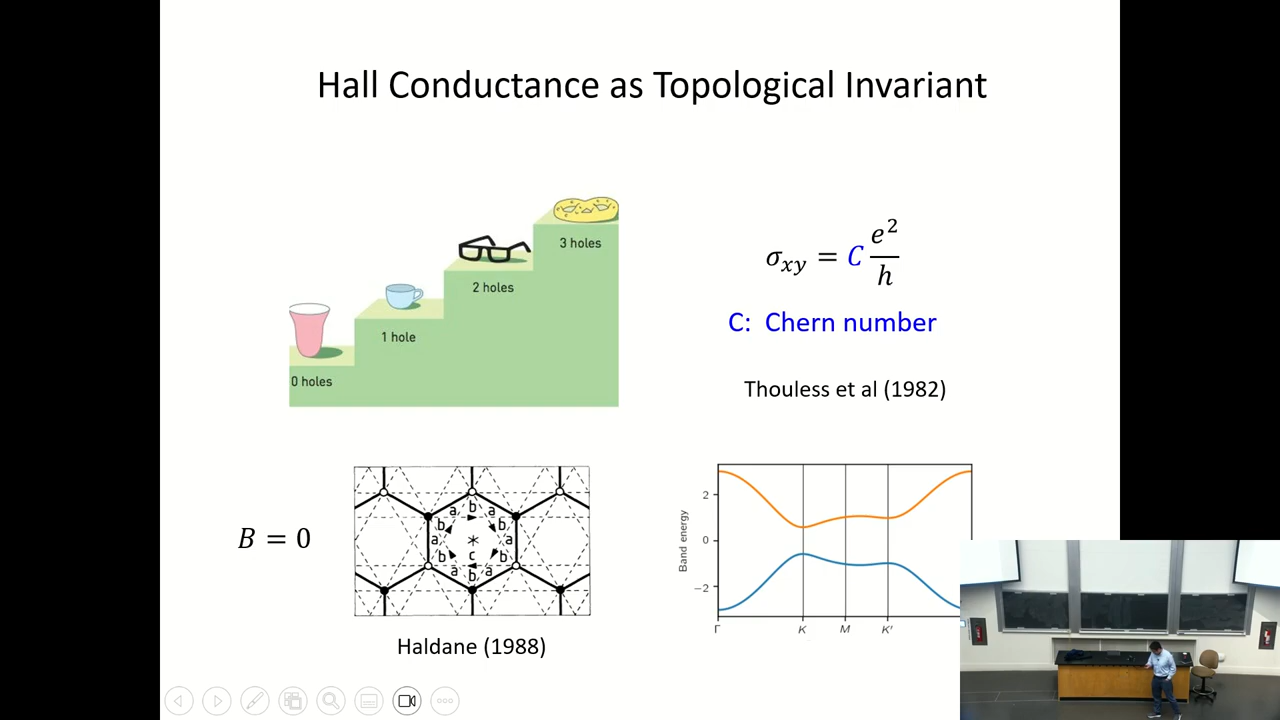 Hall Conductance as Topological Invariant
3 holes
2 holes
1 hole
0 holes
σxy = C e²/h
C: Chern number
Thouless et al (1982)
B = 0
b
a a
b b
a a
b c b
a a
b
Haldane (1988)
Band energy
2
0
−2
Γ K M K'